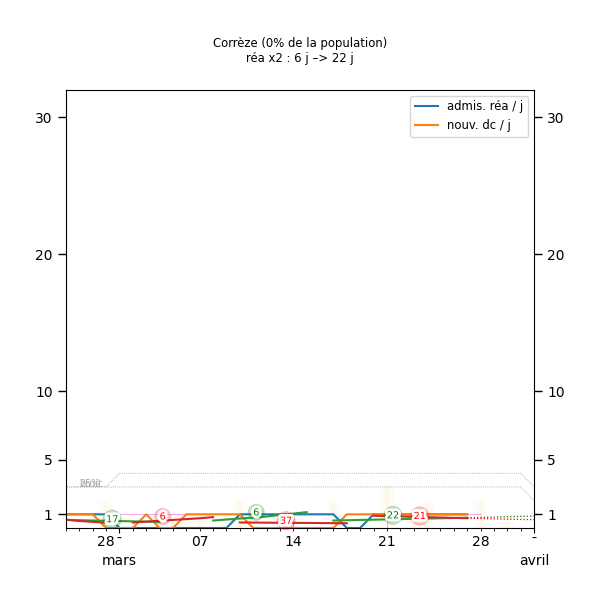 Corrèze (0% de la population)
réa x2 : 6 j –> 22 j
admis. réa / j
nouv. dc / j
30 30
20 20
10 10
5 5
1 1
17 6 6 37 22 21
28 - 07 14 21 28 -
mars avril